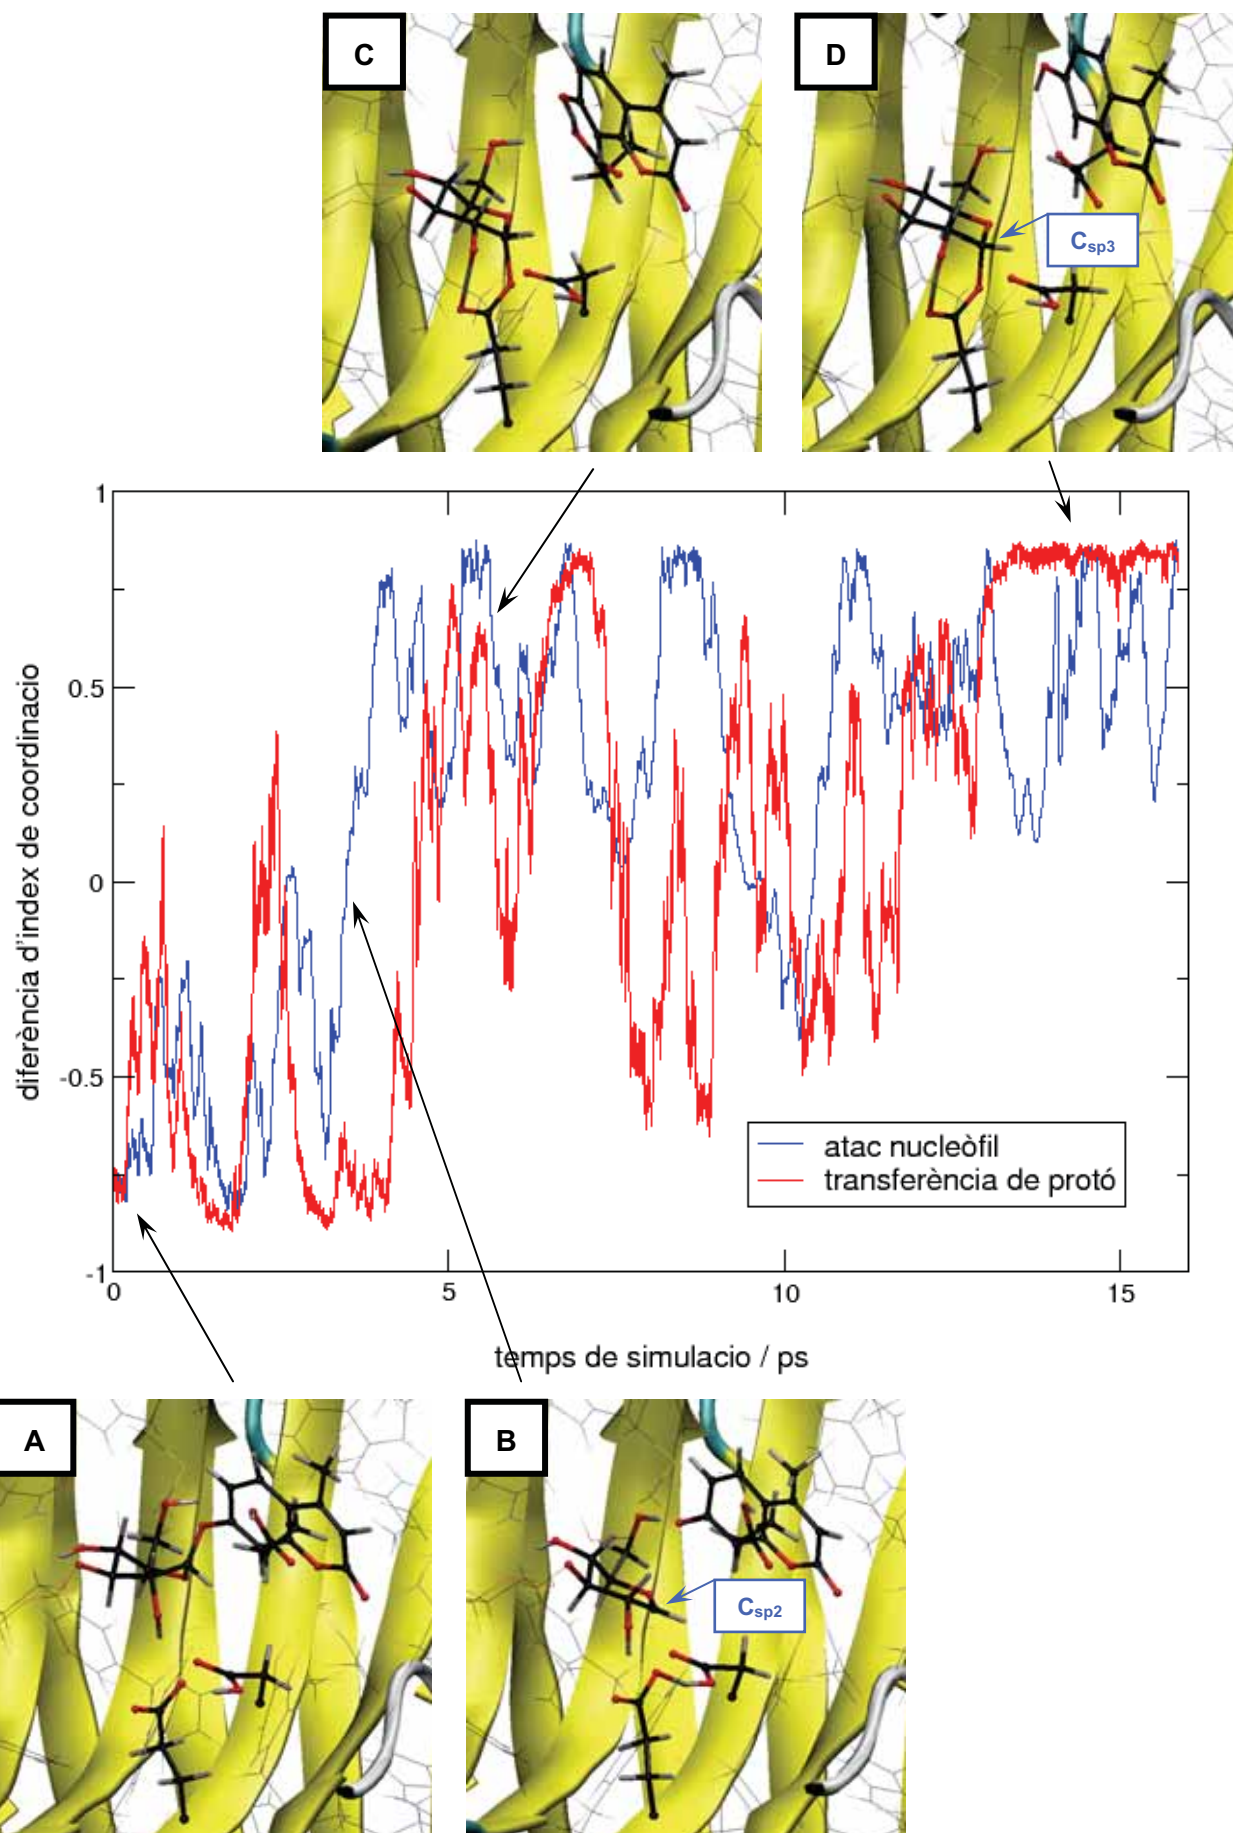 C
D
Csp3
1
0.5
0
-0.5
-1
diferència d'index de coordinacio
atac nucleòfil
transferència de protó
0
5
10
15
temps de simulacio / ps
A
B
Csp2